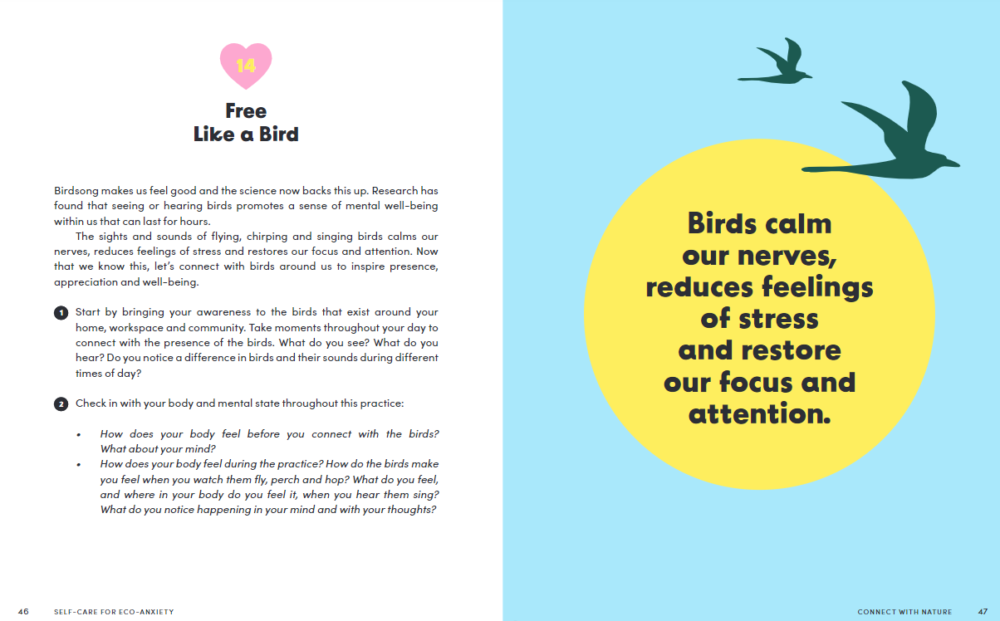 14
Free
Like a Bird
Birdsong makes us feel good and the science now backs this up. Research has
found that seeing or hearing birds promotes a sense of mental well-being
within us that can last for hours.
The sights and sounds of flying, chirping and singing birds calms our
nerves, reduces feelings of stress and restores our focus and attention. Now
that we know this, let’s connect with birds around us to inspire presence,
appreciation and well-being.
1 Start by bringing your awareness to the birds that exist around your
home, workspace and community. Take moments throughout your day to
connect with the presence of the birds. What do you see? What do you
hear? Do you notice a difference in birds and their sounds during different
times of day?
2 Check in with your body and mental state throughout this practice:
• How does your body feel before you connect with the birds?
What about your mind?
• How does your body feel during the practice? How do the birds make
you feel when you watch them fly, perch and hop? What do you feel,
and where in your body do you feel it, when you hear them sing?
What do you notice happening in your mind and with your thoughts?
46 SELF-CARE FOR ECO-ANXIETY
Birds calm
our nerves,
reduces feelings
of stress
and restore
our focus and
attention.
CONNECT WITH NATURE 47